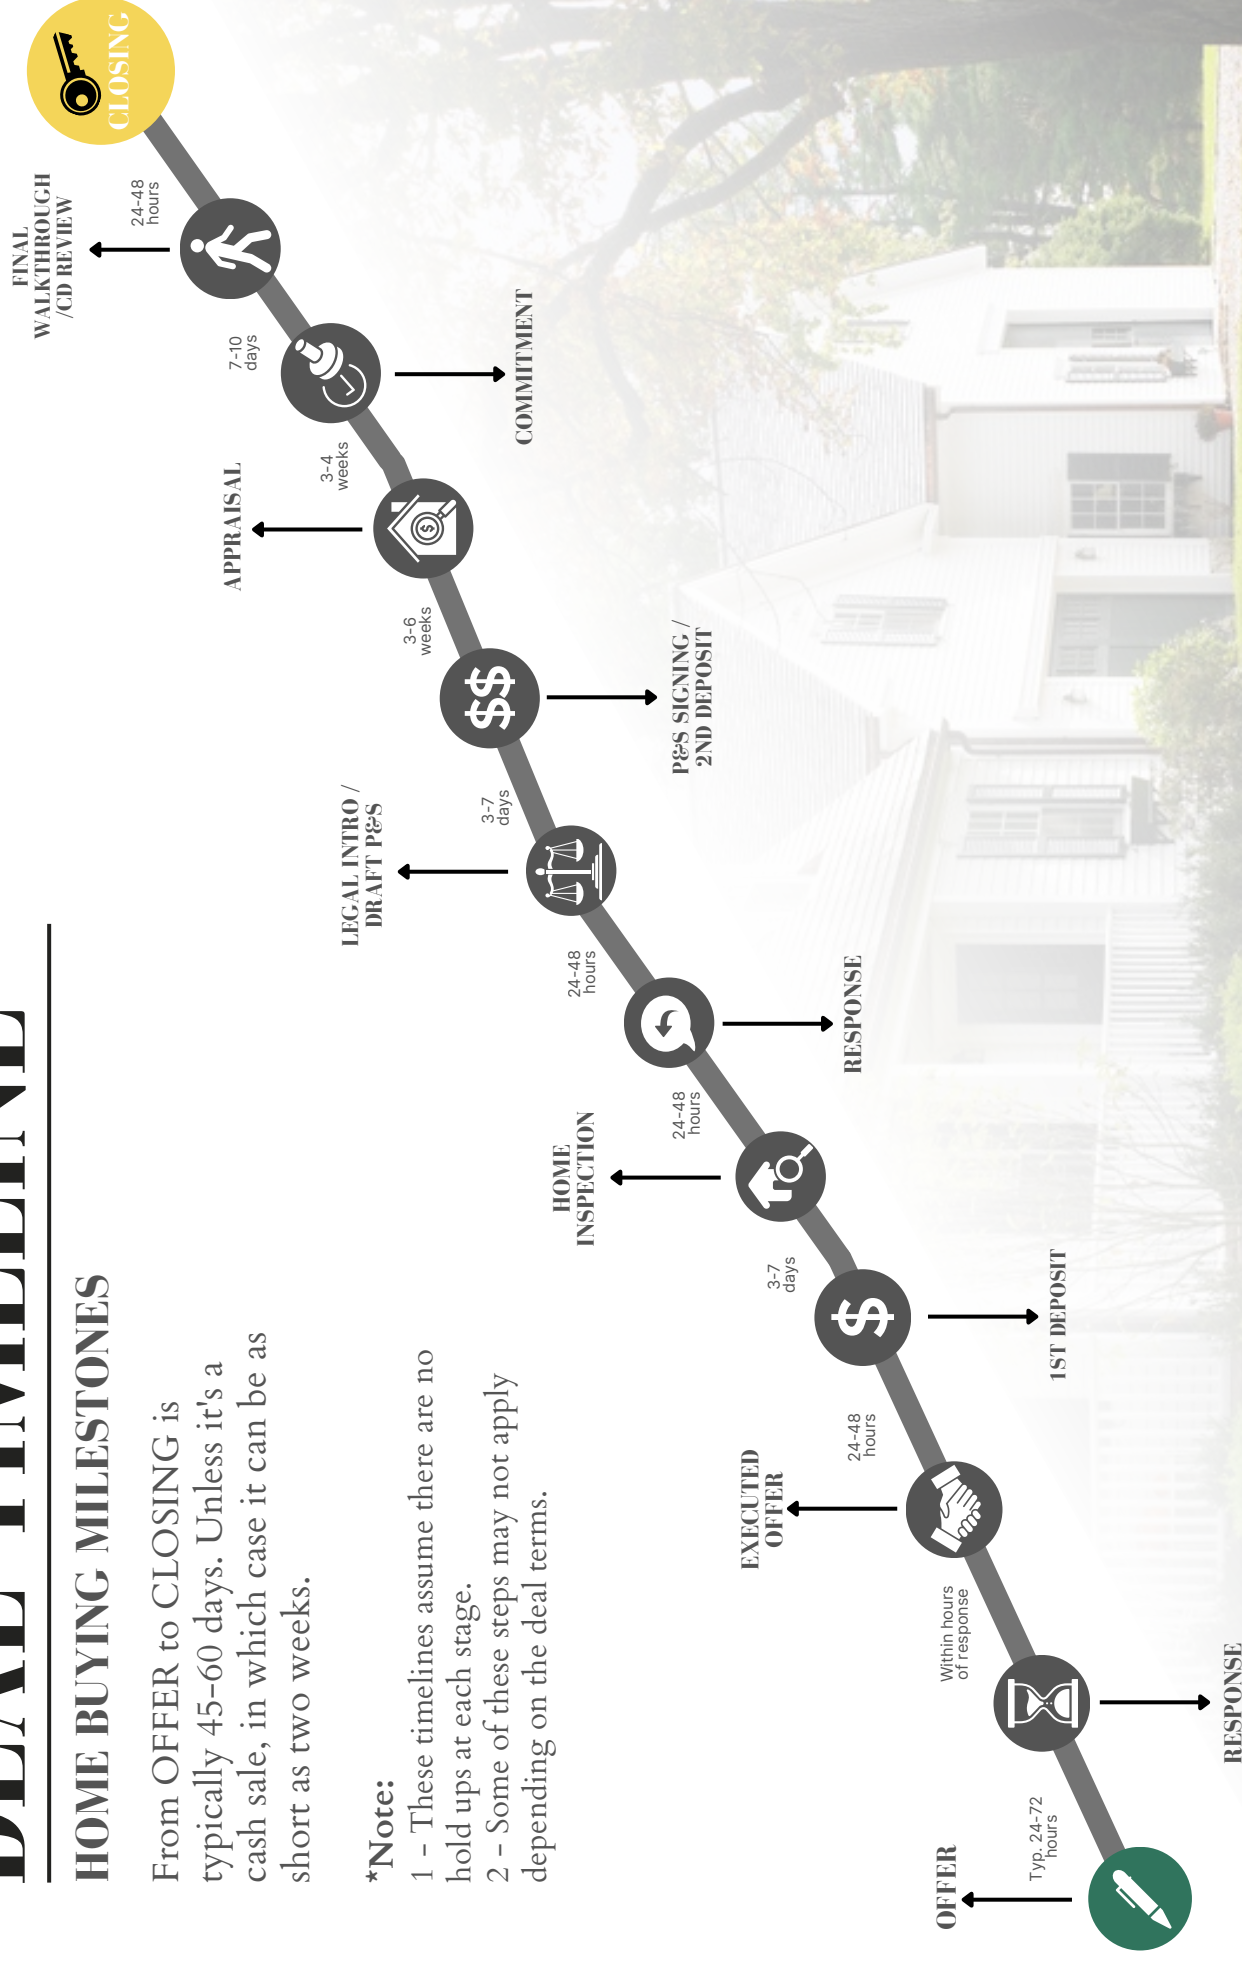 DEAL TIMELINE
HOME BUYING MILESTONES
From OFFER to CLOSING is
typically 45-60 days. Unless it's a
cash sale, in which case it can be as
short as two weeks.
*Note:
1 - These timelines assume there are no
hold ups at each stage.
2 - Some of these steps may not apply
depending on the deal terms.
OFFER
Typ. 24-72
hours
RESPONSE
Within hours
of response
EXECUTED
OFFER
24-48
hours
1ST DEPOSIT
3-7
days
HOME
INSPECTION
24-48
hours
RESPONSE
24-48
hours
LEGAL INTRO /
DRAFT P&S
3-7
days
P&S SIGNING /
2ND DEPOSIT
3-6
weeks
APPRAISAL
3-4
weeks
COMMITMENT
7-10
days
FINAL
WALKTHROUGH
/CD REVIEW
24-48
hours
CLOSING